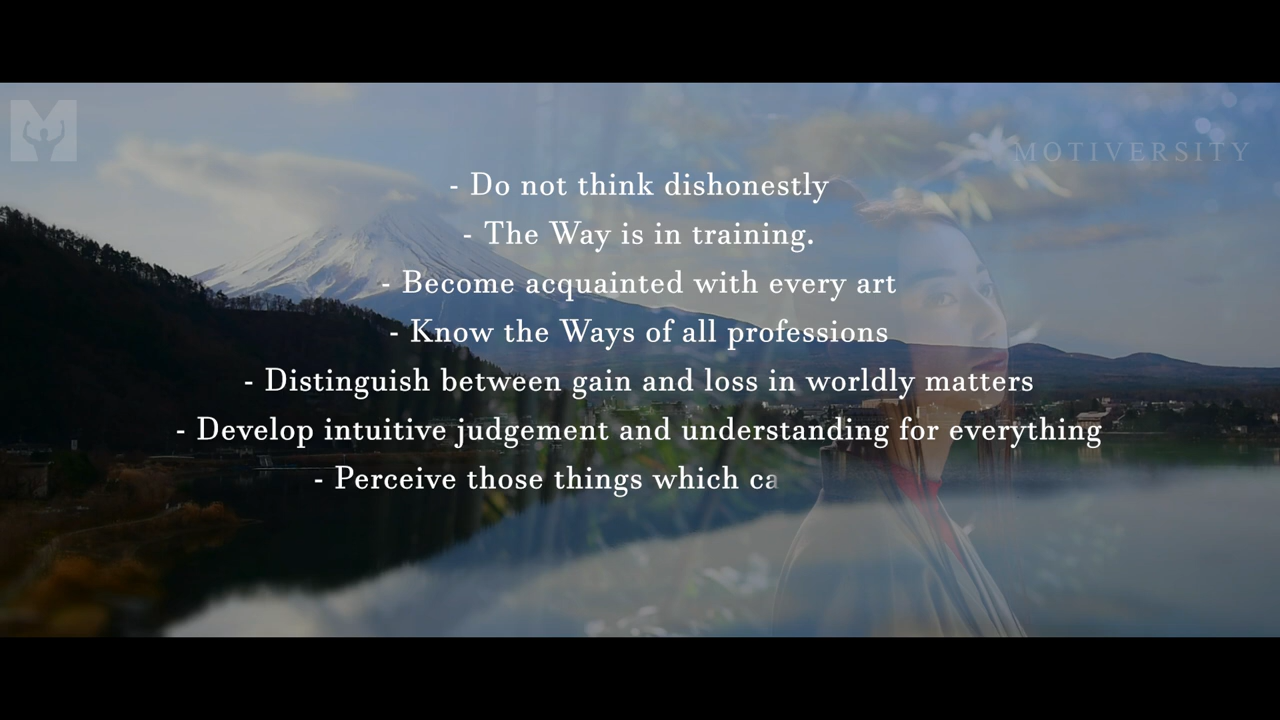 MOTIVERSITY
- Do not think dishonestly
- The Way is in training.
- Become acquainted with every art
- Know the Ways of all professions
- Distinguish between gain and loss in worldly matters
- Develop intuitive judgement and understanding for everything
- Perceive those things which ca